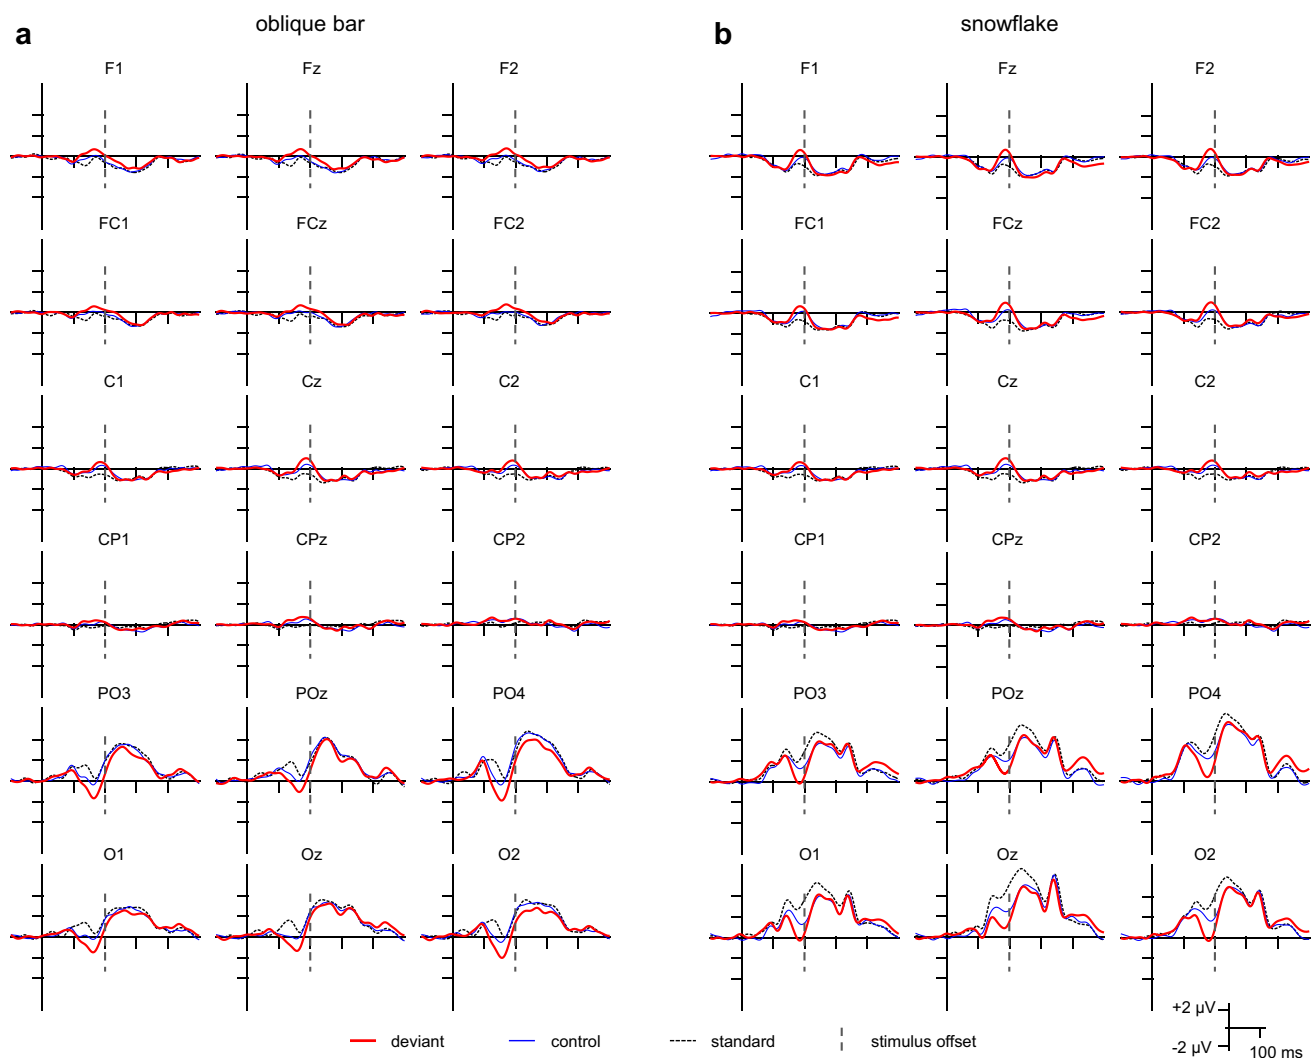 a oblique bar b snowflake
F1 Fz F2 F1 Fz F2
FC1 FCz FC2 FC1 FCz FC2
C1 Cz C2 C1 Cz C2
CP1 CPz CP2 CP1 CPz CP2
PO3 POz PO4 PO3 POz PO4
O1 Oz O2 O1 Oz O2
+2 µV
-2 µV 100 ms
deviant control standard stimulus offset